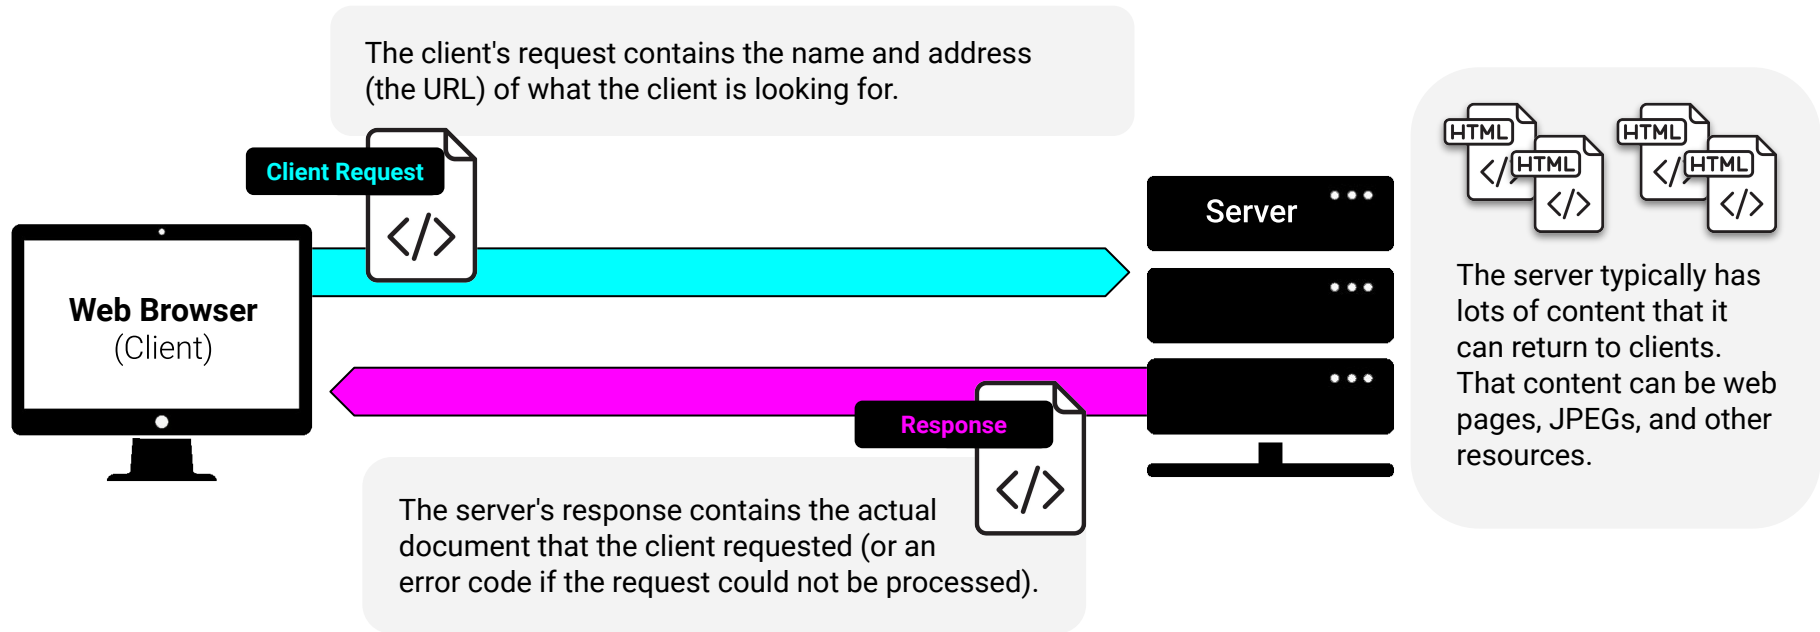 The client's request contains the name and address
(the URL) of what the client is looking for.
Client Request
</>
Web Browser
(Client)
Server
Response
</>
The server's response contains the actual
document that the client requested (or an
error code if the request could not be processed).
HTML
HTML
HTML
HTML
</
</>
</
</>
The server typically has
lots of content that it
can return to clients.
That content can be web
pages, JPEGs, and other
resources.